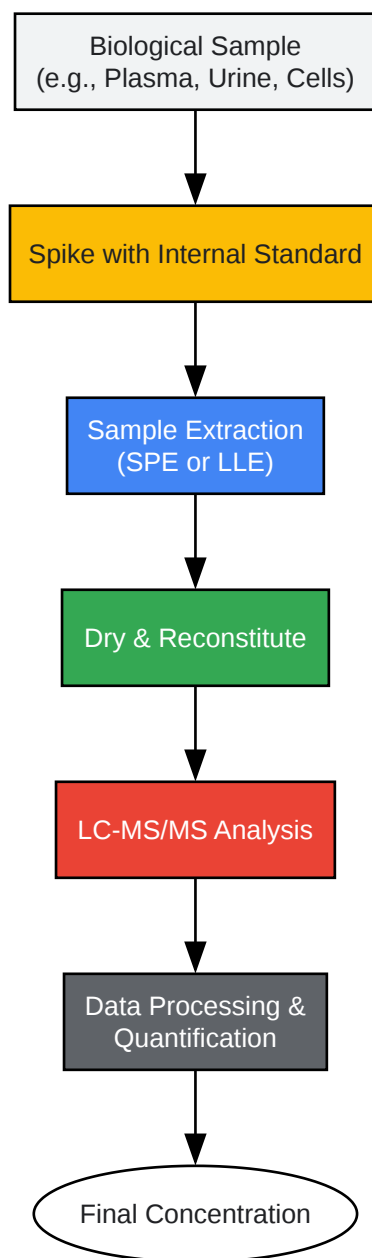 Biological Sample
(e.g., Plasma, Urine, Cells)
Spike with Internal Standard
Sample Extraction
(SPE or LLE)
Dry & Reconstitute
LC-MS/MS Analysis
Data Processing &
Quantification
Final Concentration